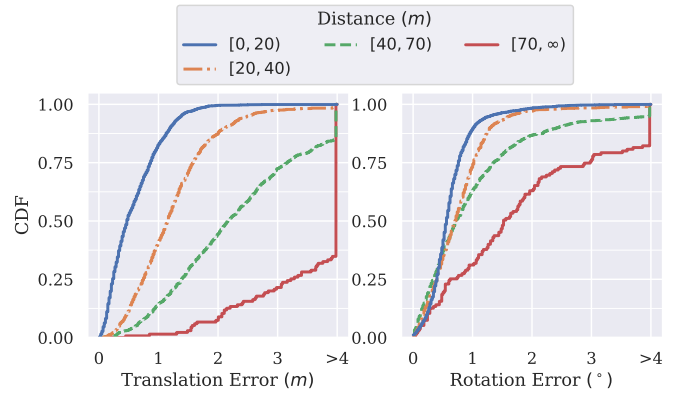 Distance (m)
[0, 20) [40, 70) [70, ∞)
[20, 40)
CDF
1.00
0.75
0.50
0.25
0.00
0 1 2 3 >4
Translation Error (m)
1.00
0.75
0.50
0.25
0.00
0 1 2 3 >4
Rotation Error (°)